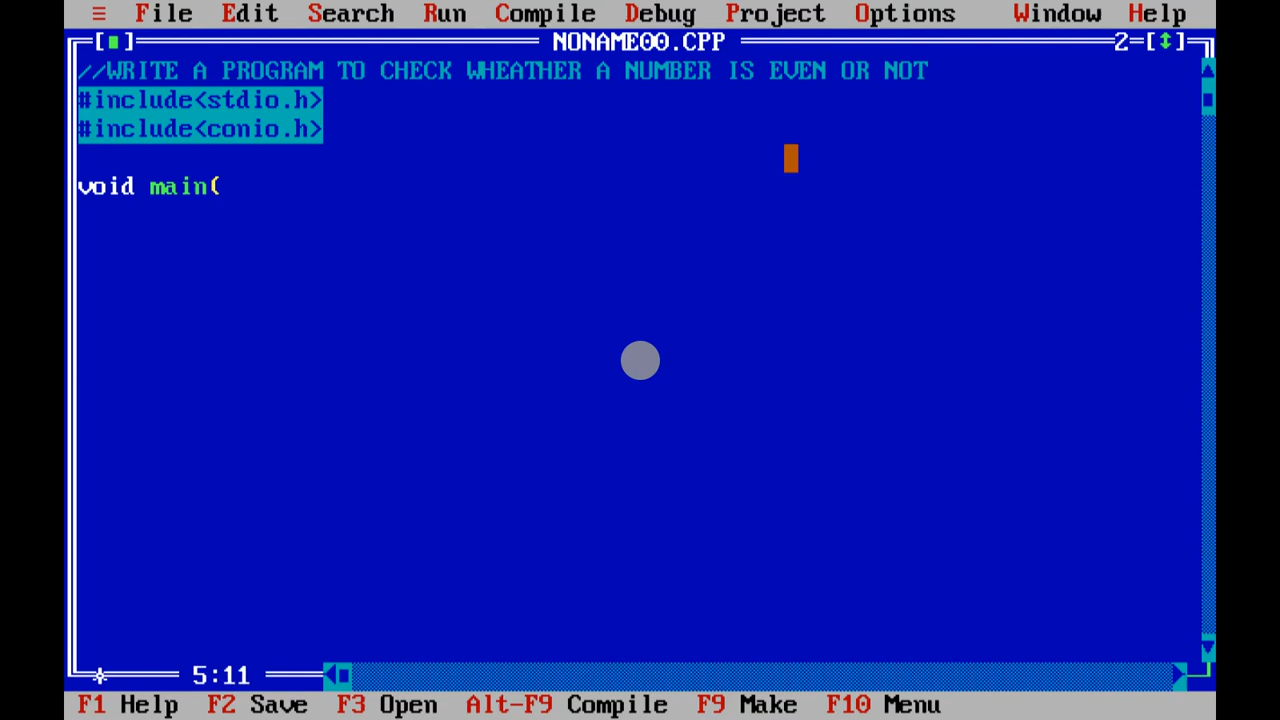 ≡ File Edit Search Run Compile Debug Project Options Window Help
[■] NONAME00.CPP 2=[↕]
//WRITE A PROGRAM TO CHECK WHEATHER A NUMBER IS EVEN OR NOT
#include<stdio.h>
#include<conio.h>
void main(
5:11
F1 Help F2 Save F3 Open Alt-F9 Compile F9 Make F10 Menu